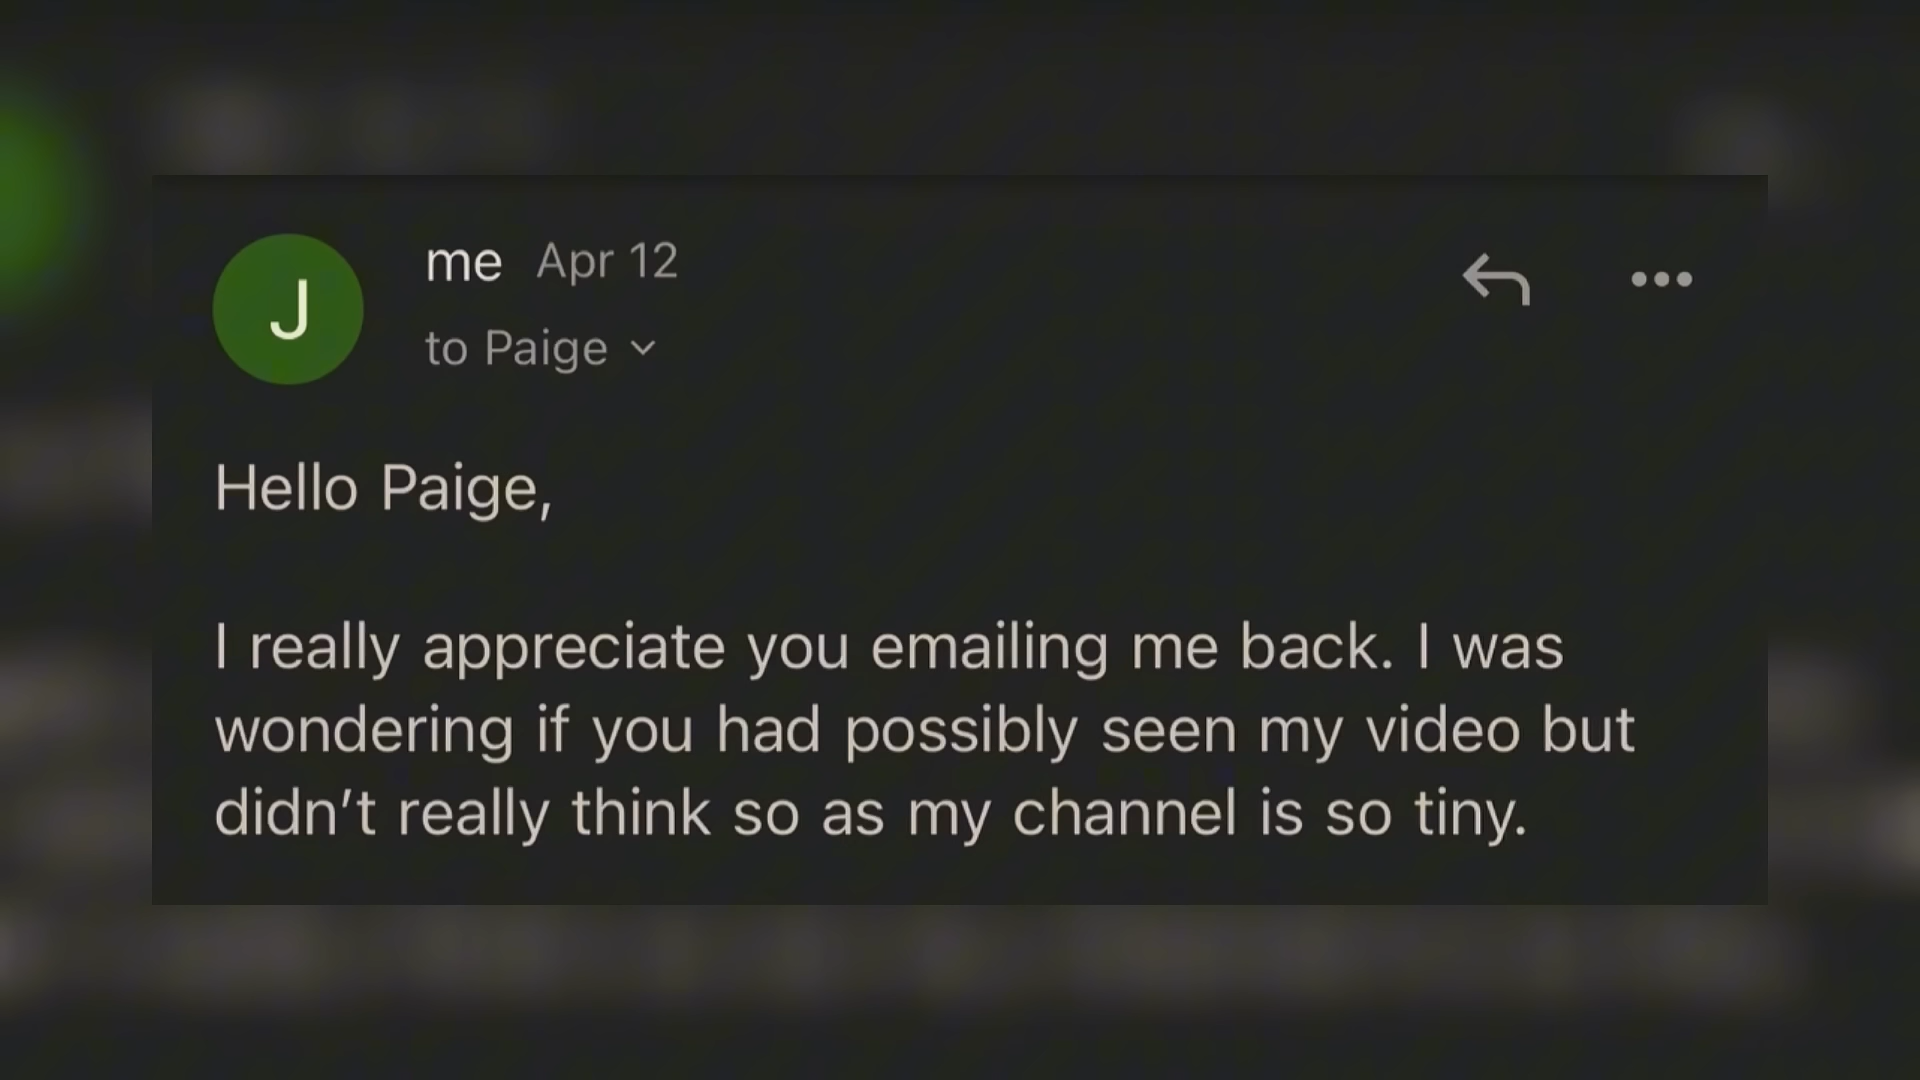 J
me Apr 12
to Paige
Hello Paige,
I really appreciate you emailing me back. I was
wondering if you had possibly seen my video but
didn’t really think so as my channel is so tiny.